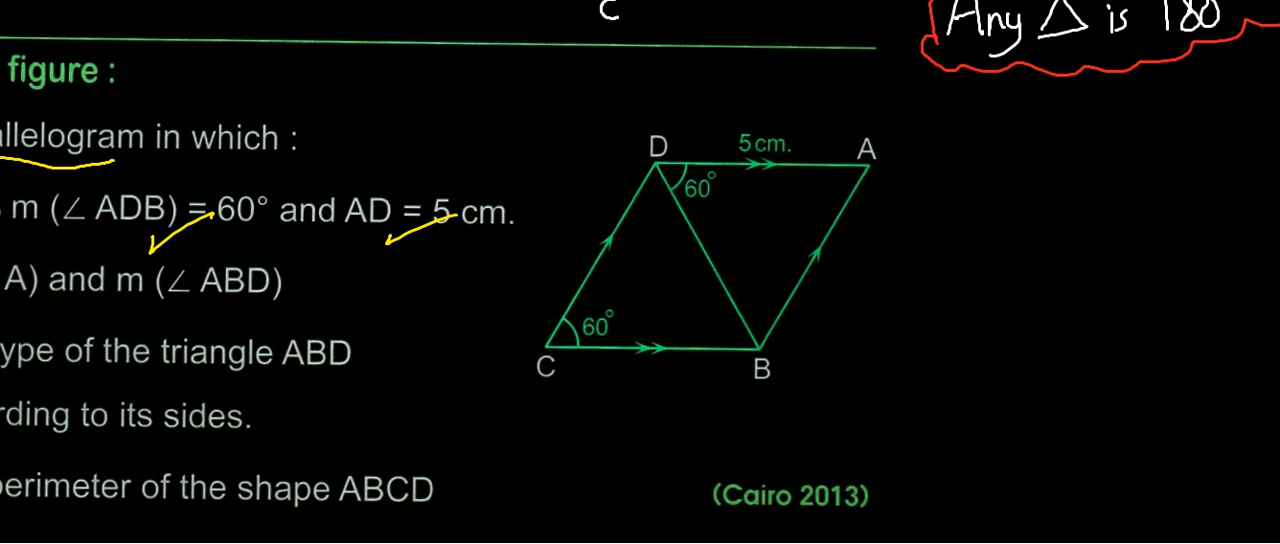 C
Any △ is 180
figure :
allelogram in which :
m (∠ ADB) = 60° and AD = 5 cm.
A) and m (∠ ABD)
ype of the triangle ABD
rding to its sides.
perimeter of the shape ABCD
(Cairo 2013)
D 5 cm. A
60°
60°
C B